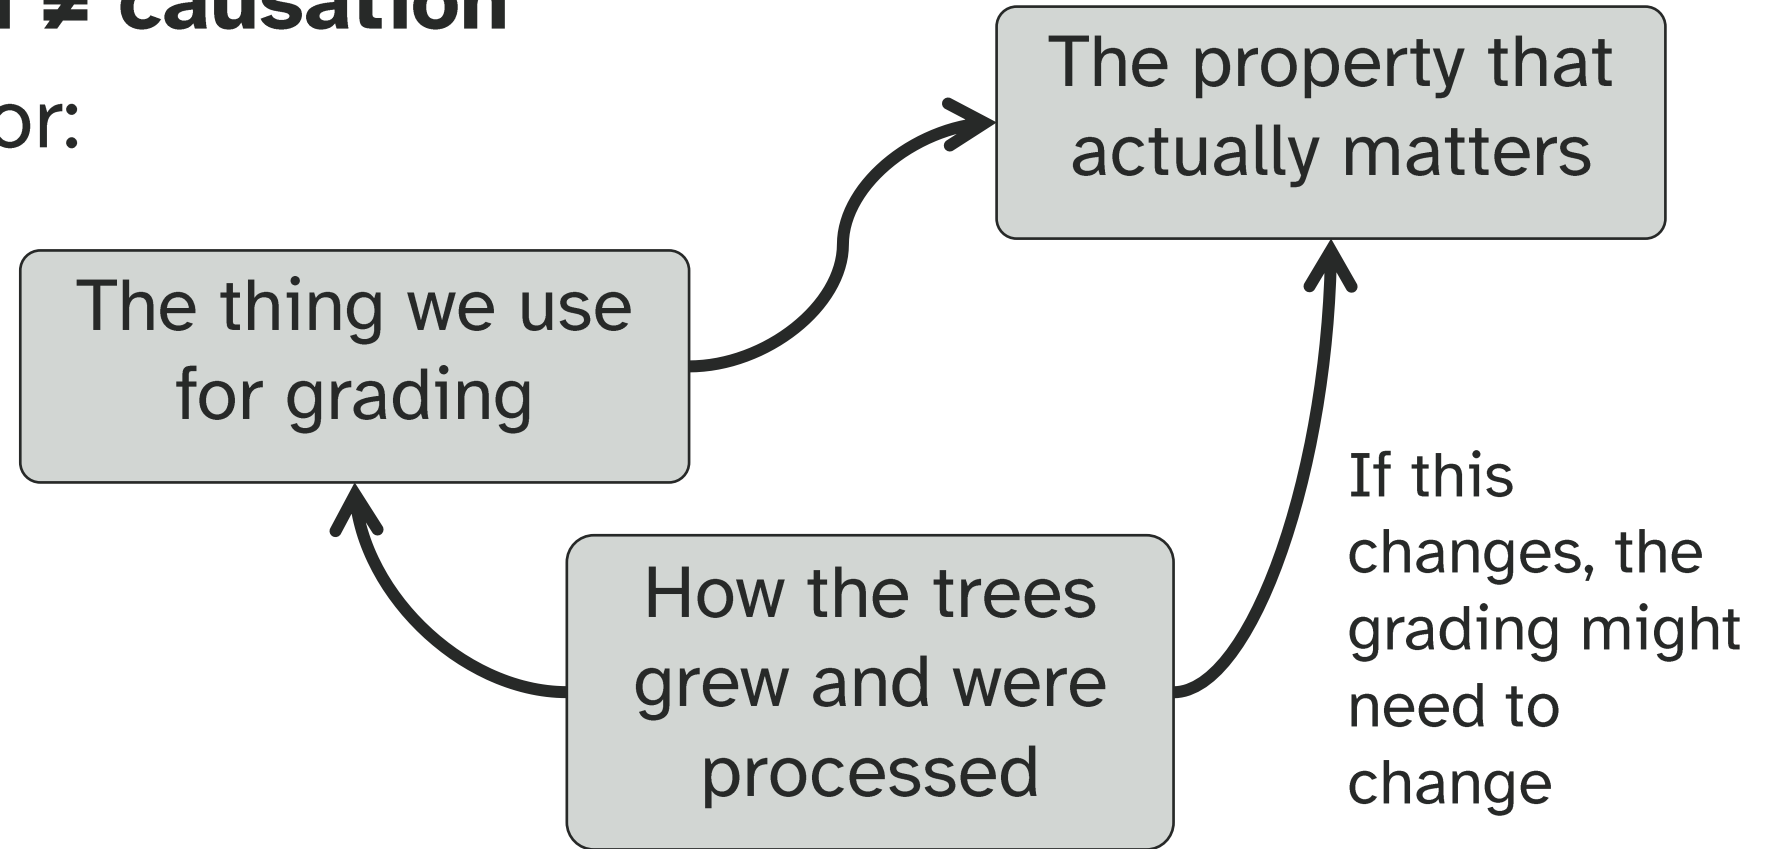 ≠ causation
or:
The property that
actually matters
The thing we use
for grading
How the trees
grew and were
processed
If this
changes, the
grading might
need to
change